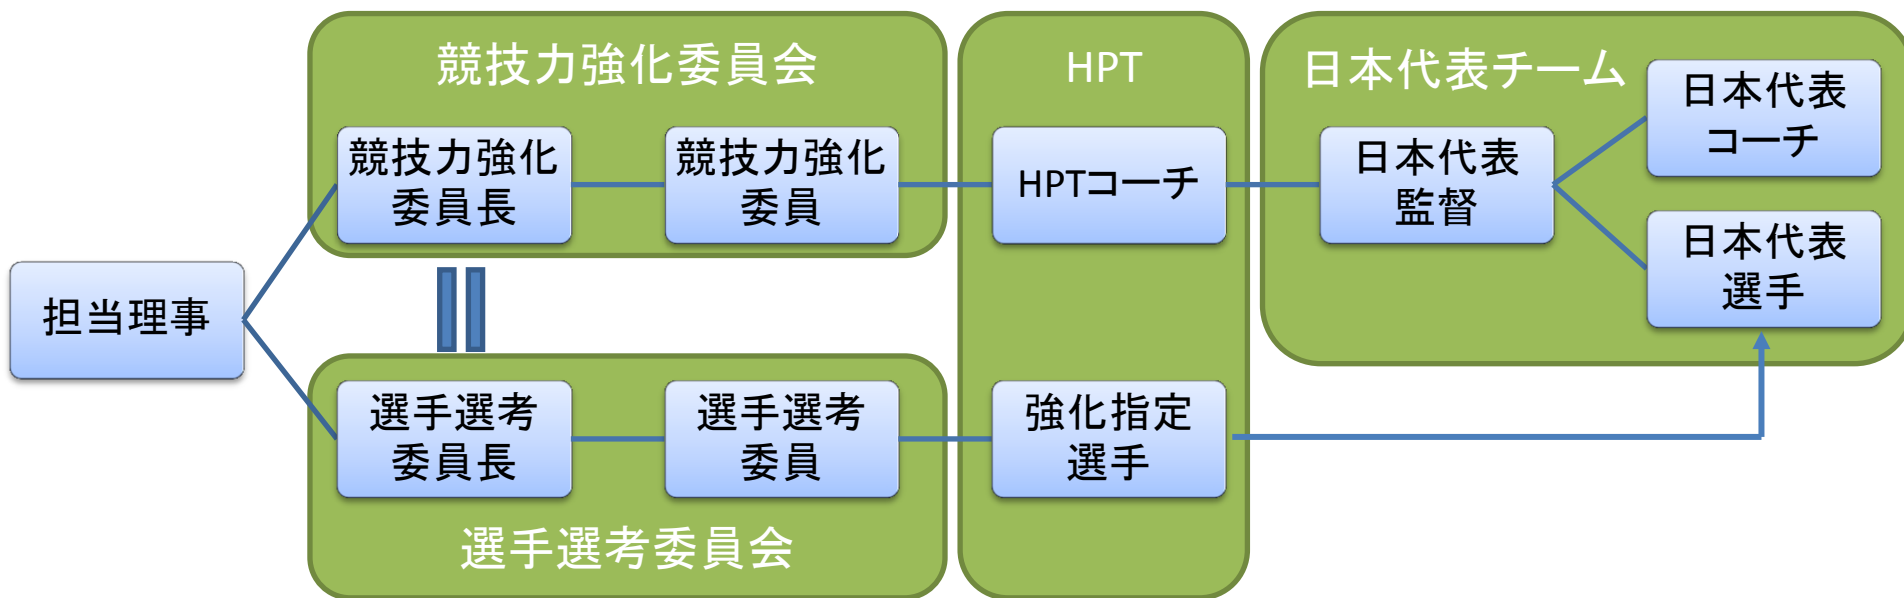 競技力強化委員会
HPT
日本代表チーム
日本代表
コーチ
競技力強化
委員長
競技力強化
委員
HPTコーチ
日本代表
監督
日本代表
選手
担当理事
選手選考
委員長
選手選考
委員
強化指定
選手
選手選考委員会